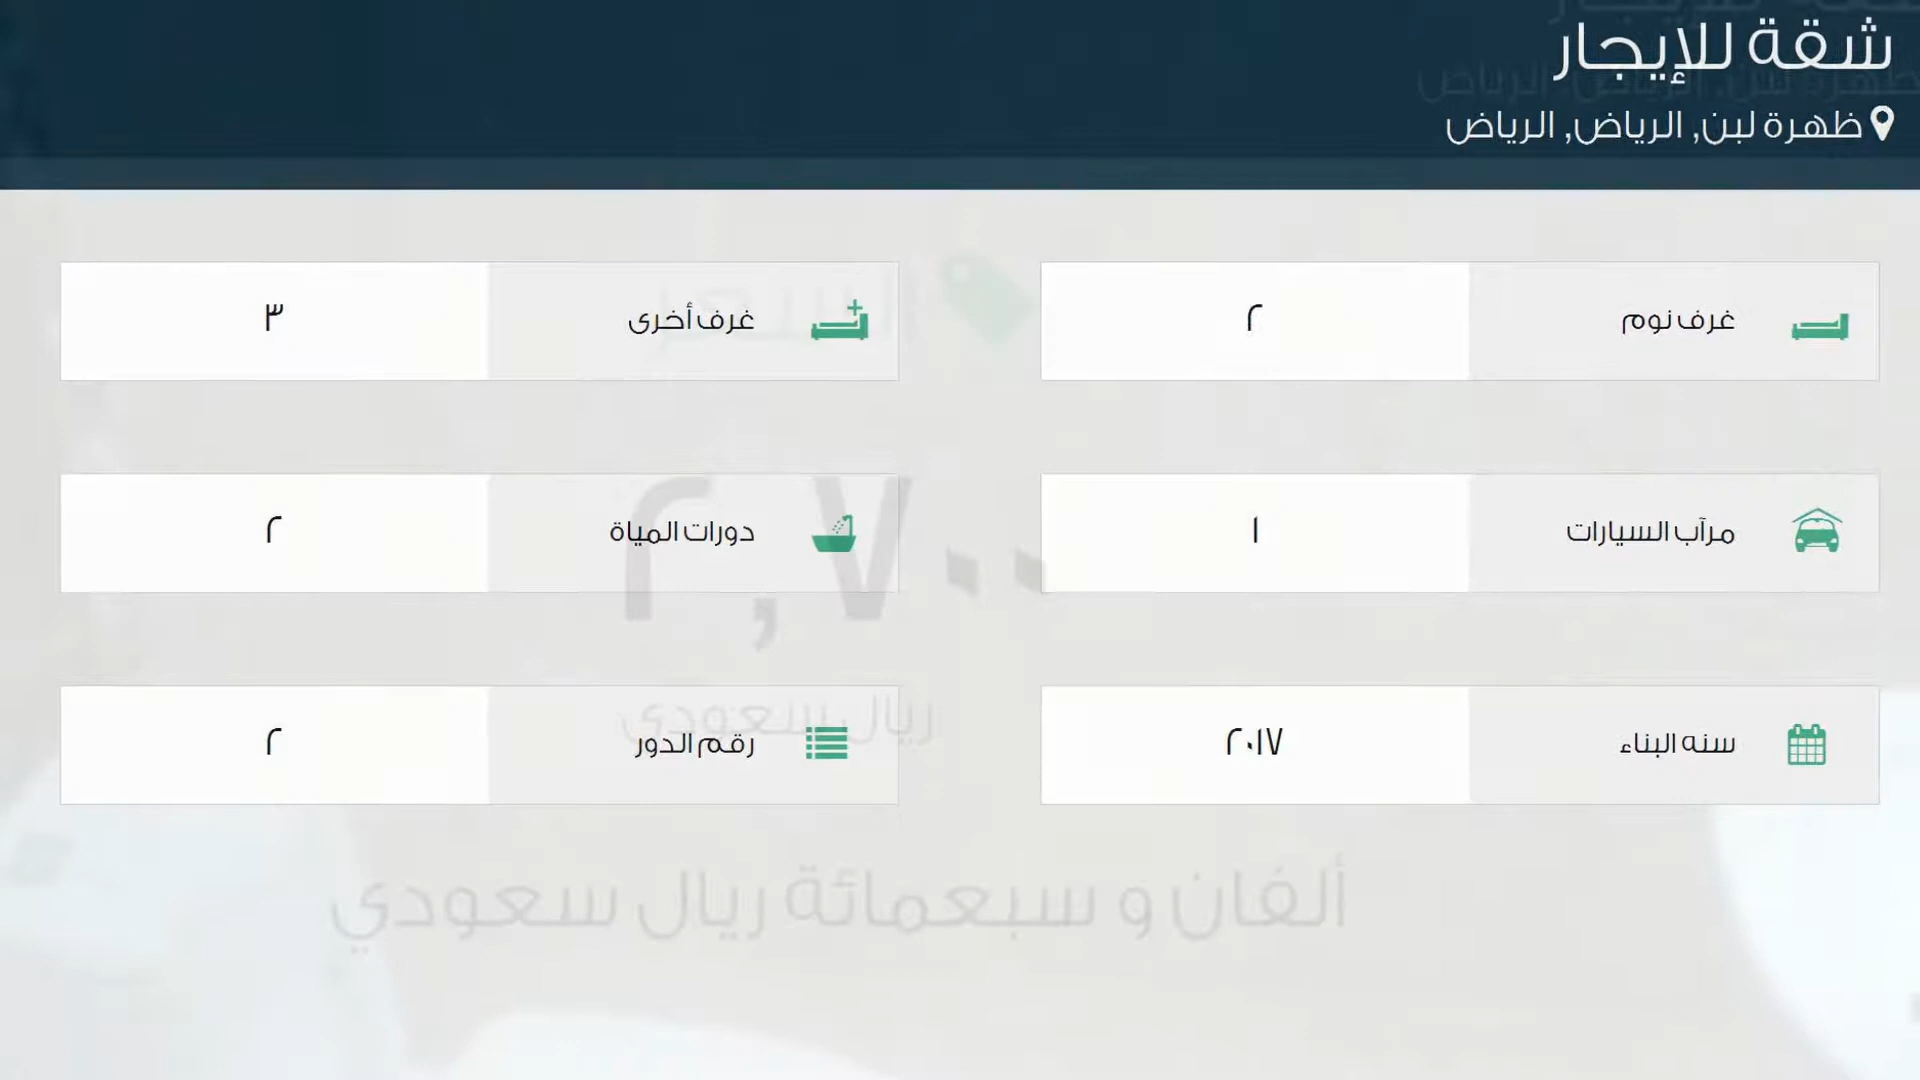 شقة للإيجار
ظهرة لبن, الرياض, الرياض
غرف نوم ٢
غرف أخرى ٣
مرآب السيارات ١
دورات المياة ٢
سنه البناء ٢٠١٧
رقم الدور ٢
السعر
٢,٧٠٠
ريال سعودي
ألفان و سبعمائة ريال سعودي